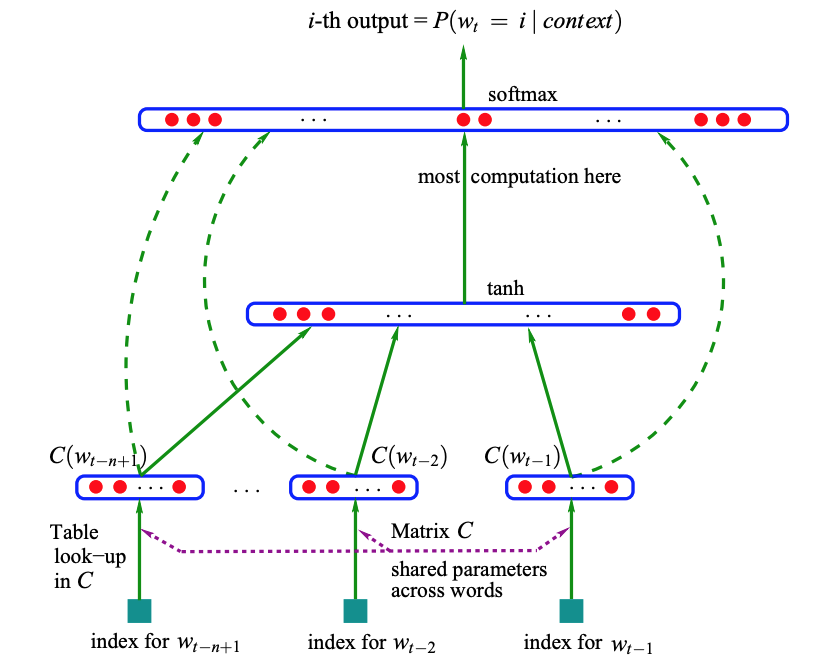 i-th output = P(w_t = i | context)
softmax
. . .
. . .
most computation here
tanh
. . .
. . .
C(w_{t−n+1})
C(w_{t−2})
C(w_{t−1})
. . .
. . .
. . .
. . .
Table
look−up
in C
Matrix C
shared parameters
across words
index for w_{t−n+1}
index for w_{t−2}
index for w_{t−1}